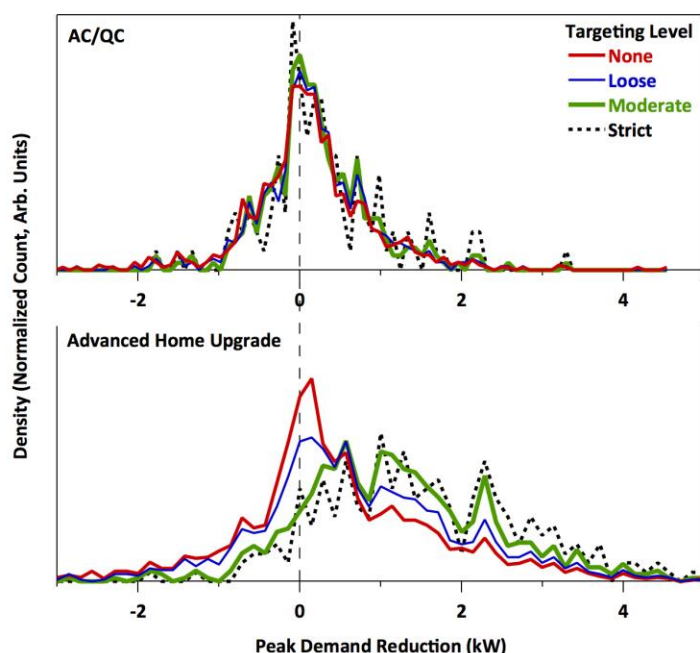 AC/QC
Targeting Level
None
Loose
Moderate
Strict
-2 0 2 4
Advanced Home Upgrade
-2 0 2 4
Peak Demand Reduction (kW)
Density (Normalized Count, Arb. Units)